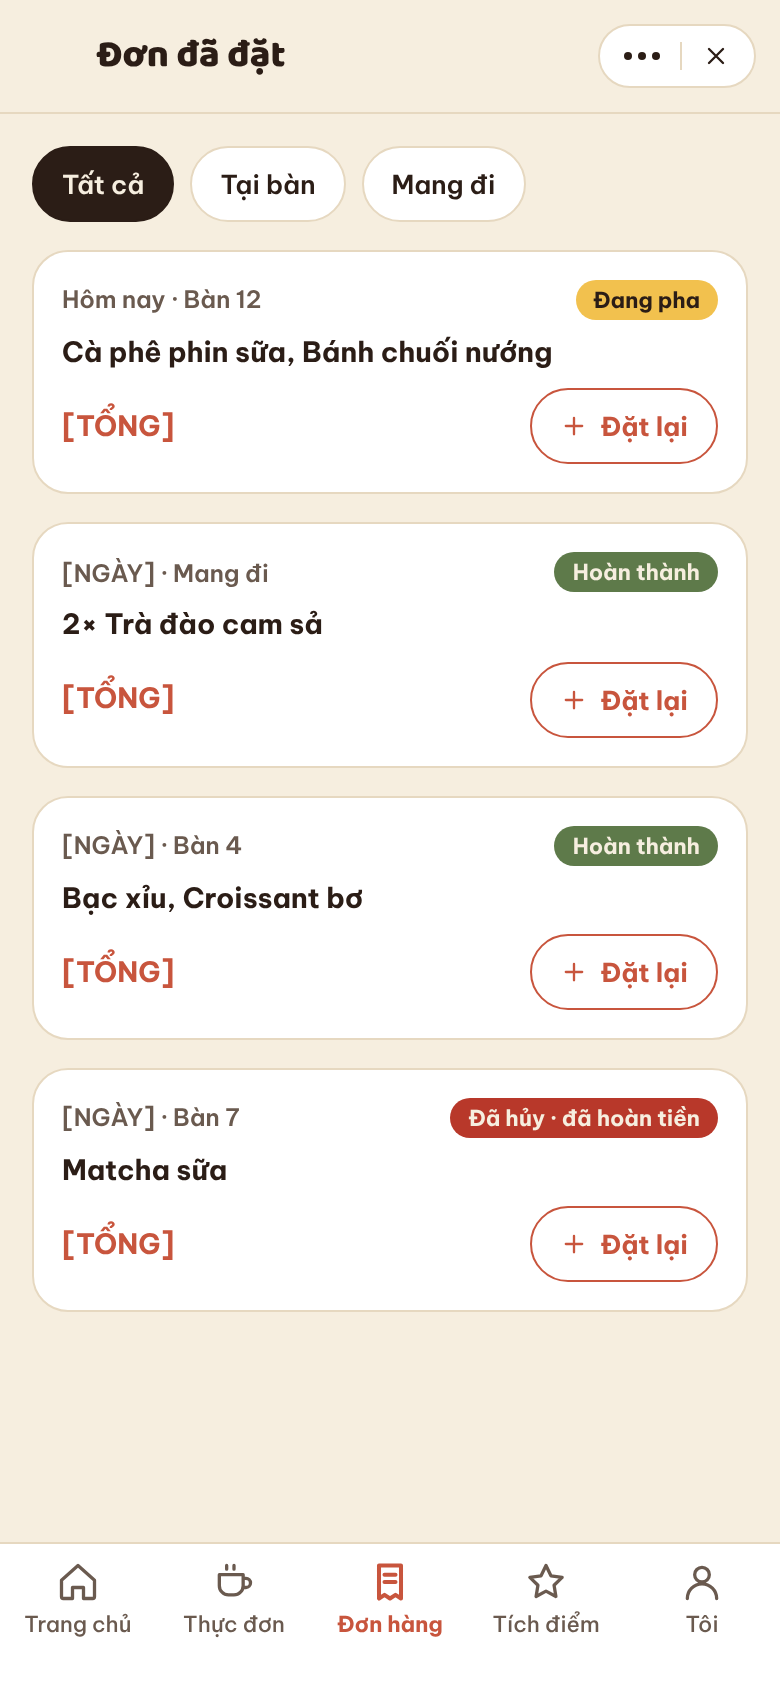 Đơn đã đặt
Tất cả
Tại bàn
Mang đi
Hôm nay · Bàn 12
Đang pha
Cà phê phin sữa, Bánh chuối nướng
[TỔNG]
+ Đặt lại
[NGÀY] · Mang đi
Hoàn thành
2× Trà đào cam sả
[TỔNG]
+ Đặt lại
[NGÀY] · Bàn 4
Hoàn thành
Bạc xỉu, Croissant bơ
[TỔNG]
+ Đặt lại
[NGÀY] · Bàn 7
Đã hủy · đã hoàn tiền
Matcha sữa
[TỔNG]
+ Đặt lại
Trang chủ
Thực đơn
Đơn hàng
Tích điểm
Tôi